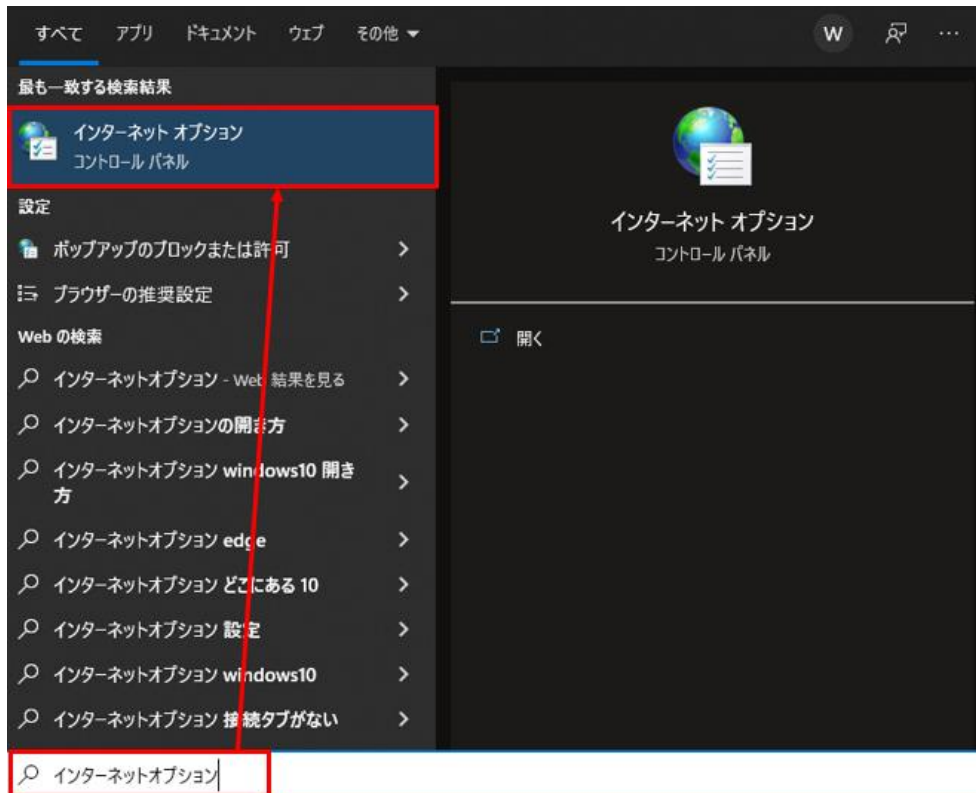 すべて アプリ ドキュメント ウェブ その他
W
最も一致する検索結果
インターネット オプション
コントロール パネル
設定
ポップアップのブロックまたは許可
ブラウザーの推奨設定
Web の検索
インターネットオプション - Web 結果を見る
インターネットオプションの開き方
インターネットオプション windows10 開き
方
インターネットオプション edge
インターネットオプション どこにある 10
インターネットオプション 設定
インターネットオプション windows10
インターネットオプション 接続タブがない
インターネットオプション
インターネット オプション
コントロール パネル
開く